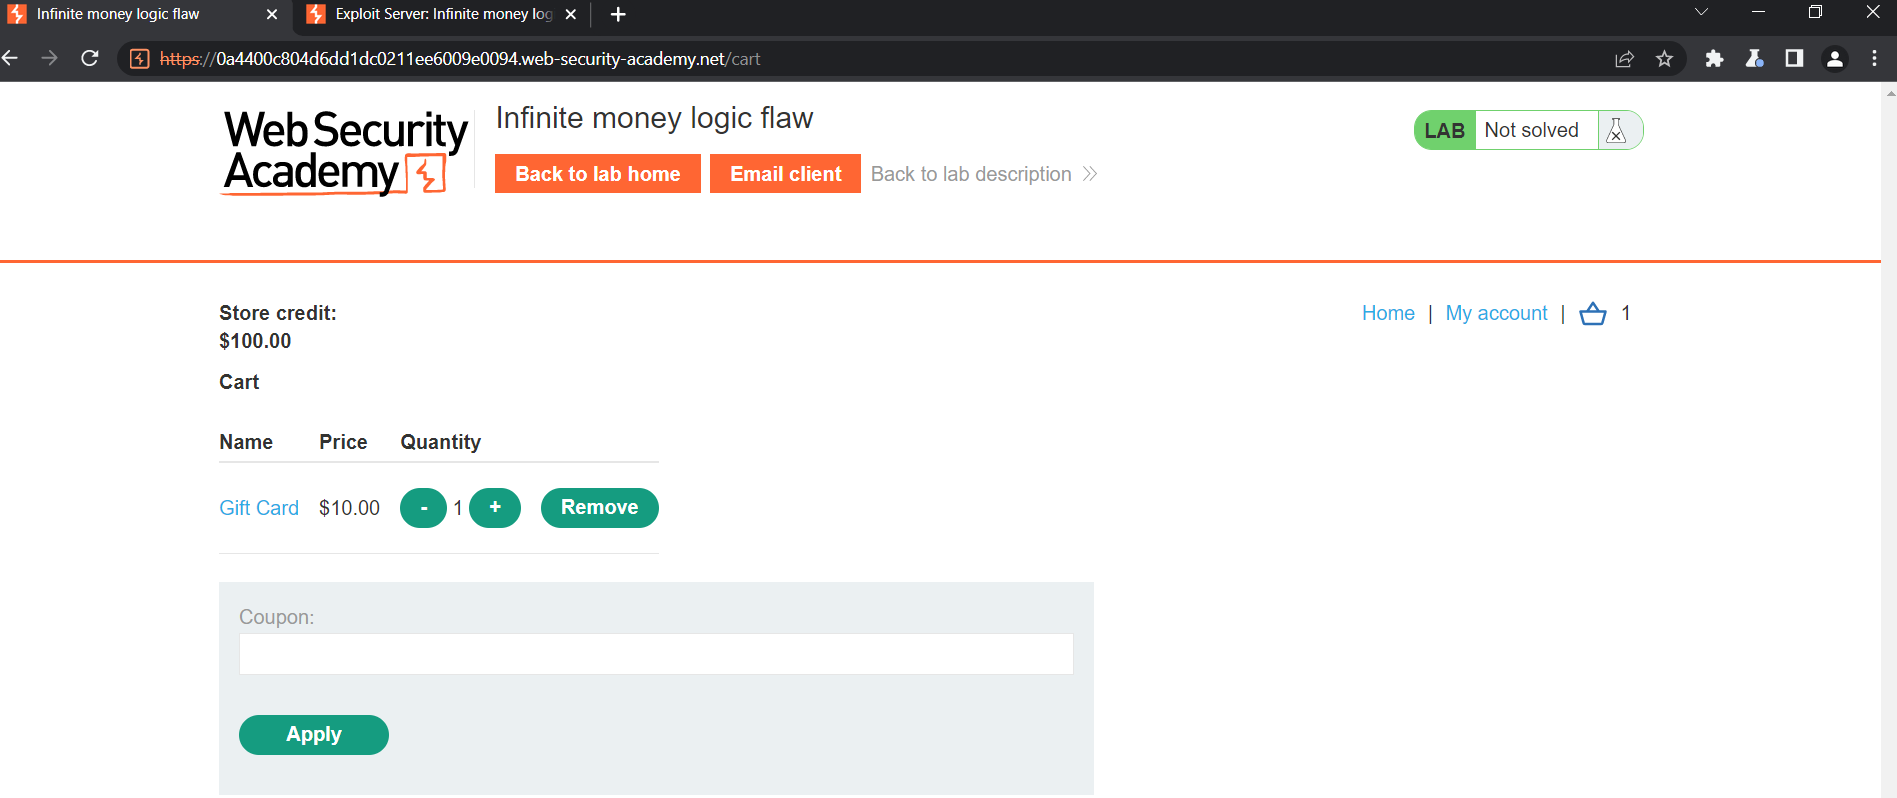 Infinite money logic flaw
Exploit Server: Infinite money log
https://0a4400c804d6dd1dc0211ee6009e0094.web-security-academy.net/cart
Web Security
Academy
Infinite money logic flaw
Back to lab home
Email client
Back to lab description
LAB
Not solved
Store credit:
$100.00
Home | My account | 1
Cart
Name Price Quantity
Gift Card $10.00 - 1 + Remove
Coupon:
Apply